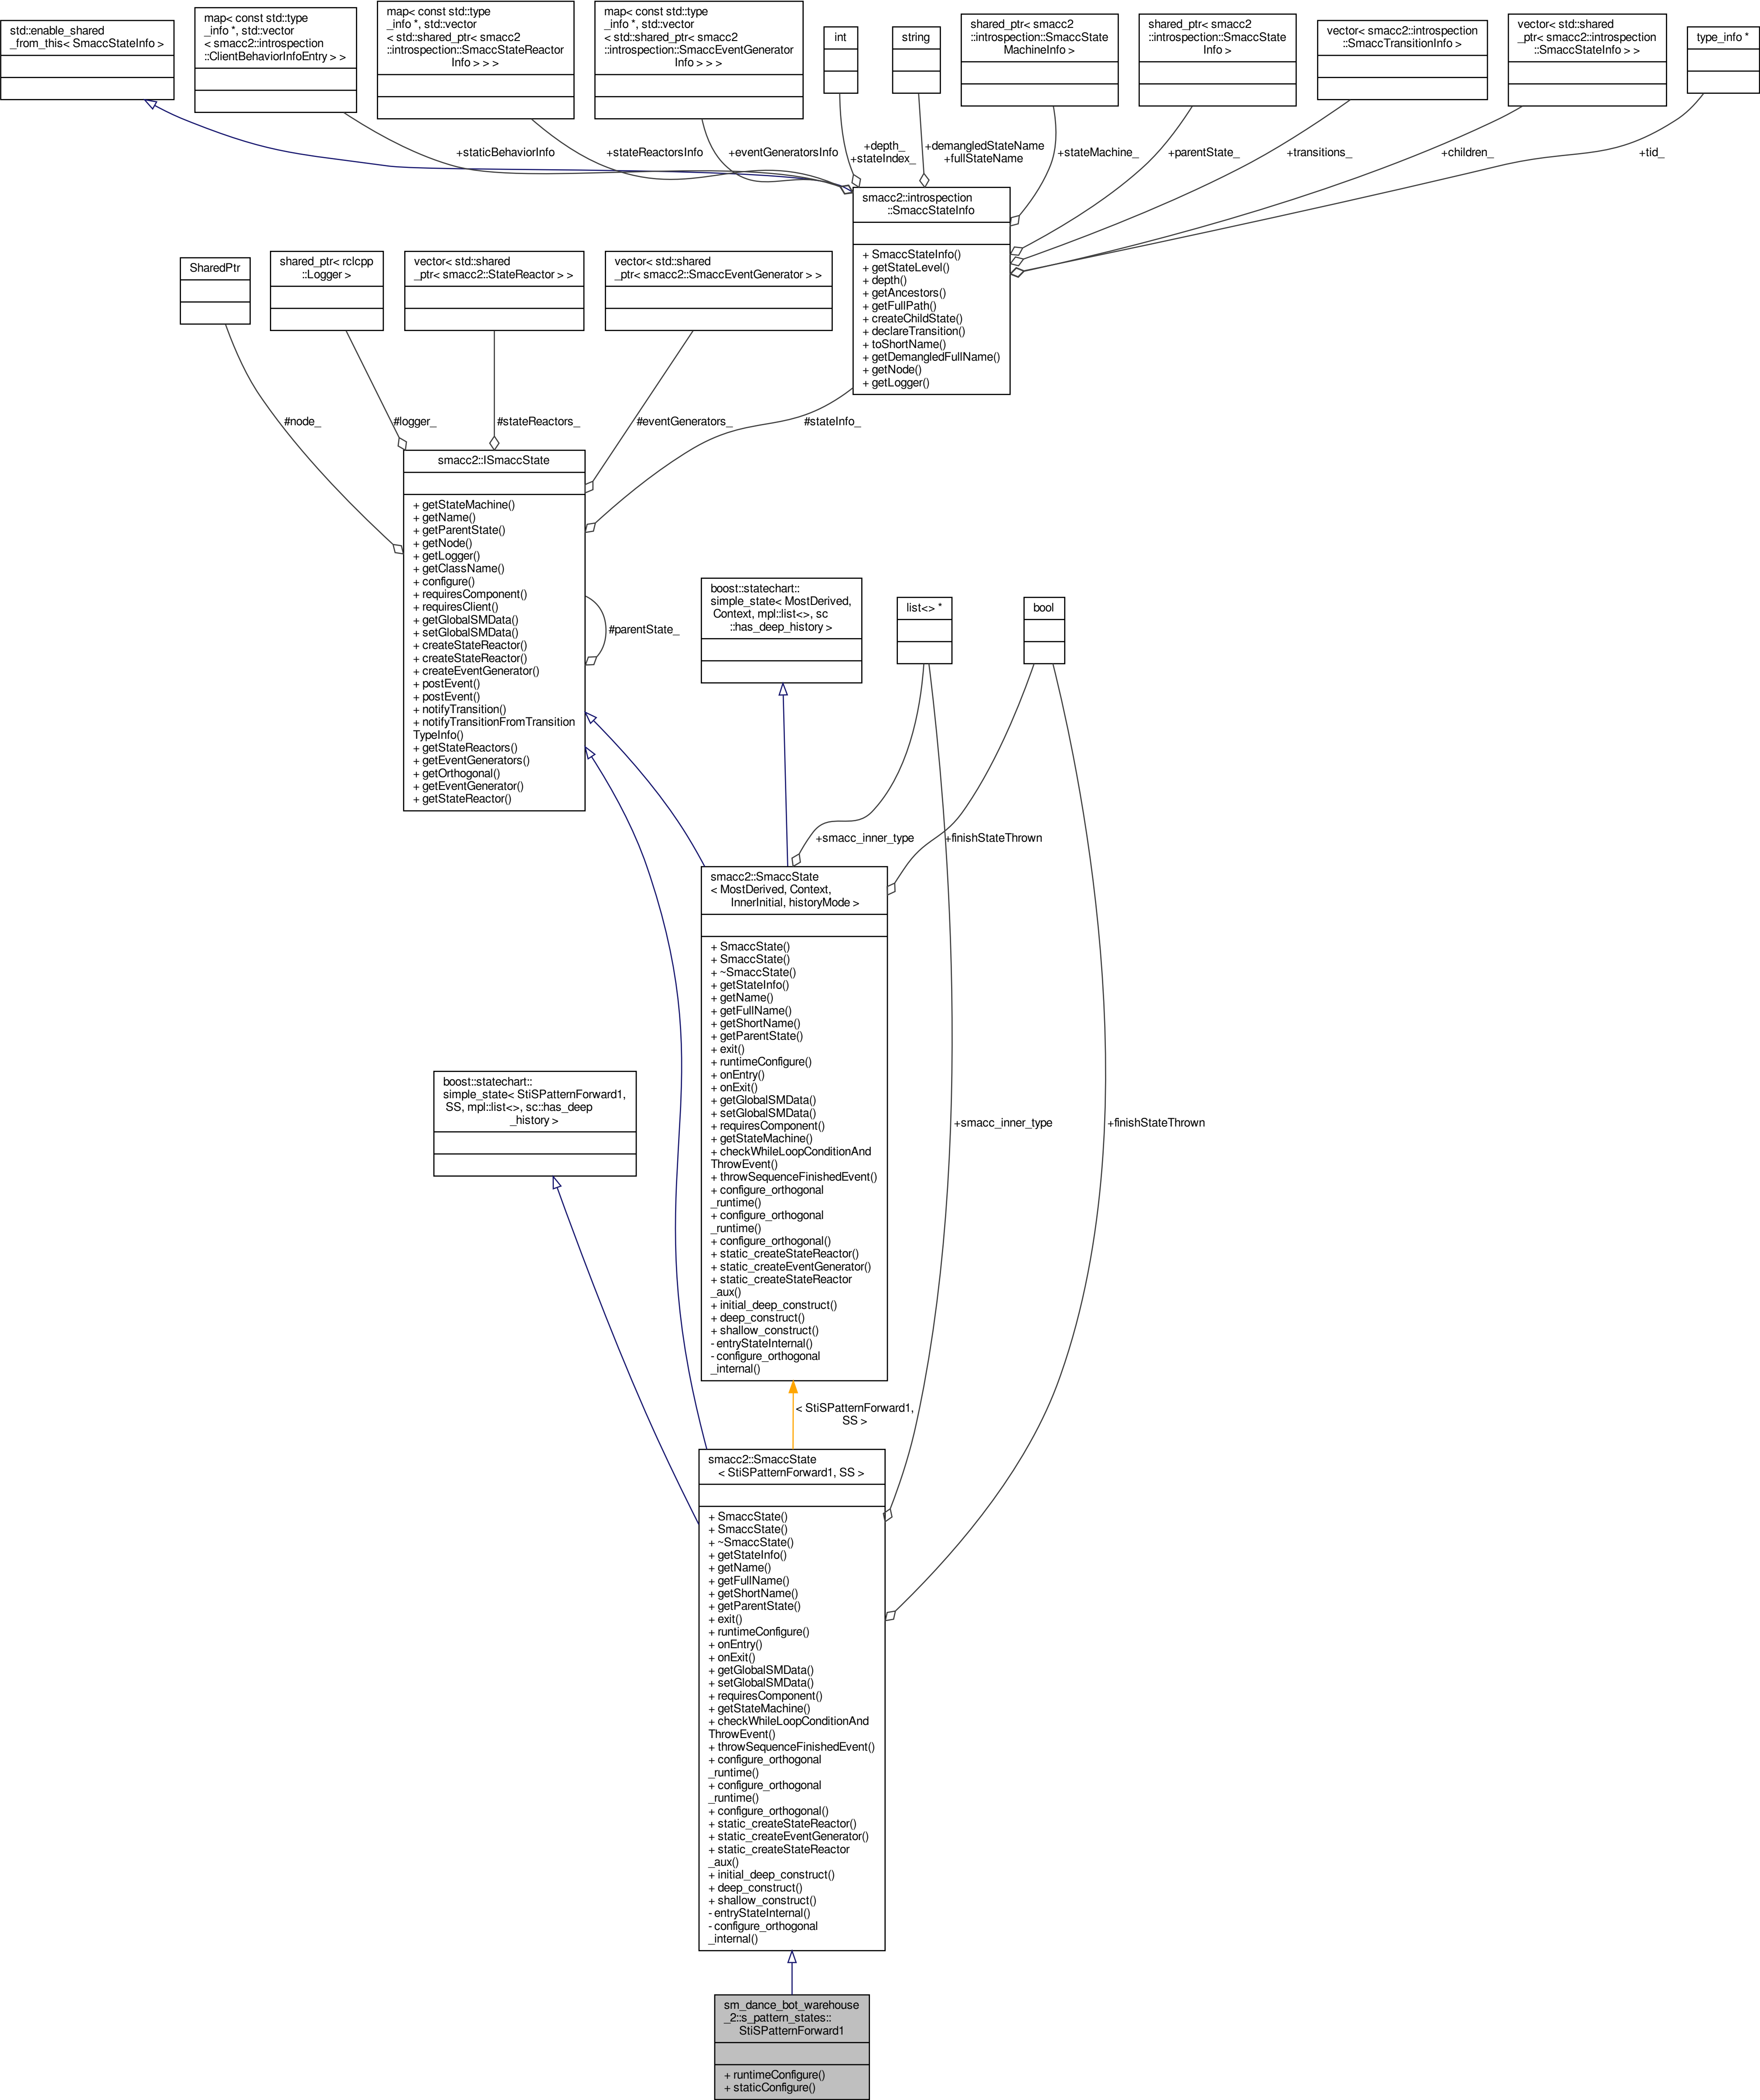 std::enable_shared
_from_this< SmaccStateInfo >
map< const std::type
_info *, std::vector
< smacc2::introspection
::ClientBehaviorInfoEntry > >
map< const std::type
_info *, std::vector
< std::shared_ptr< smacc2
::introspection::SmaccStateReactor
Info > > >
map< const std::type
_info *, std::vector
< std::shared_ptr< smacc2
::introspection::SmaccEventGenerator
Info > > >
int
string
shared_ptr< smacc2
::introspection::SmaccState
MachineInfo >
shared_ptr< smacc2
::introspection::SmaccState
Info >
vector< smacc2::introspection
::SmaccTransitionInfo >
vector< std::shared
_ptr< smacc2::introspection
::SmaccStateInfo > >
type_info *
+staticBehaviorInfo
+stateReactorsInfo
+eventGeneratorsInfo
+depth_
+stateIndex_
+demangledStateName
+fullStateName
+stateMachine_
+parentState_
+transitions_
+children_
+tid_
smacc2::introspection
::SmaccStateInfo
+ SmaccStateInfo()
+ getStateLevel()
+ depth()
+ getAncestors()
+ getFullPath()
+ createChildState()
+ declareTransition()
+ toShortName()
+ getDemangledFullName()
+ getNode()
+ getLogger()
SharedPtr
shared_ptr< rclcpp
::Logger >
vector< std::shared
_ptr< smacc2::StateReactor > >
vector< std::shared
_ptr< smacc2::SmaccEventGenerator > >
#node_
#logger_
#stateReactors_
#eventGenerators_
#stateInfo_
smacc2::ISmaccState
+ getStateMachine()
+ getName()
+ getParentState()
+ getNode()
+ getLogger()
+ getClassName()
+ configure()
+ requiresComponent()
+ requiresClient()
+ getGlobalSMData()
+ setGlobalSMData()
+ createStateReactor()
+ createStateReactor()
+ createEventGenerator()
+ postEvent()
+ postEvent()
+ notifyTransition()
+ notifyTransitionFromTransition
TypeInfo()
+ getStateReactors()
+ getEventGenerators()
+ getOrthogonal()
+ getEventGenerator()
+ getStateReactor()
#parentState_
boost::statechart::
simple_state< MostDerived,
Context, mpl::list<>, sc
::has_deep_history >
list<> *
bool
+smacc_inner_type
+finishStateThrown
smacc2::SmaccState
< MostDerived, Context,
InnerInitial, historyMode >
+ SmaccState()
+ SmaccState()
+ ~SmaccState()
+ getStateInfo()
+ getName()
+ getFullName()
+ getShortName()
+ getParentState()
+ exit()
+ runtimeConfigure()
+ onEntry()
+ onExit()
+ getGlobalSMData()
+ setGlobalSMData()
+ requiresComponent()
+ getStateMachine()
+ checkWhileLoopConditionAnd
ThrowEvent()
+ throwSequenceFinishedEvent()
+ configure_orthogonal
_runtime()
+ configure_orthogonal
_runtime()
+ configure_orthogonal()
+ static_createStateReactor()
+ static_createEventGenerator()
+ static_createStateReactor
_aux()
+ initial_deep_construct()
+ deep_construct()
+ shallow_construct()
- entryStateInternal()
- configure_orthogonal
_internal()
boost::statechart::
simple_state< StiSPatternForward1,
SS, mpl::list<>, sc::has_deep
_history >
+smacc_inner_type
+finishStateThrown
< StiSPatternForward1,
SS >
smacc2::SmaccState
< StiSPatternForward1, SS >
+ SmaccState()
+ SmaccState()
+ ~SmaccState()
+ getStateInfo()
+ getName()
+ getFullName()
+ getShortName()
+ getParentState()
+ exit()
+ runtimeConfigure()
+ onEntry()
+ onExit()
+ getGlobalSMData()
+ setGlobalSMData()
+ requiresComponent()
+ getStateMachine()
+ checkWhileLoopConditionAnd
ThrowEvent()
+ throwSequenceFinishedEvent()
+ configure_orthogonal
_runtime()
+ configure_orthogonal
_runtime()
+ configure_orthogonal()
+ static_createStateReactor()
+ static_createEventGenerator()
+ static_createStateReactor
_aux()
+ initial_deep_construct()
+ deep_construct()
+ shallow_construct()
- entryStateInternal()
- configure_orthogonal
_internal()
sm_dance_bot_warehouse
_2::s_pattern_states::
StiSPatternForward1
+ runtimeConfigure()
+ staticConfigure()